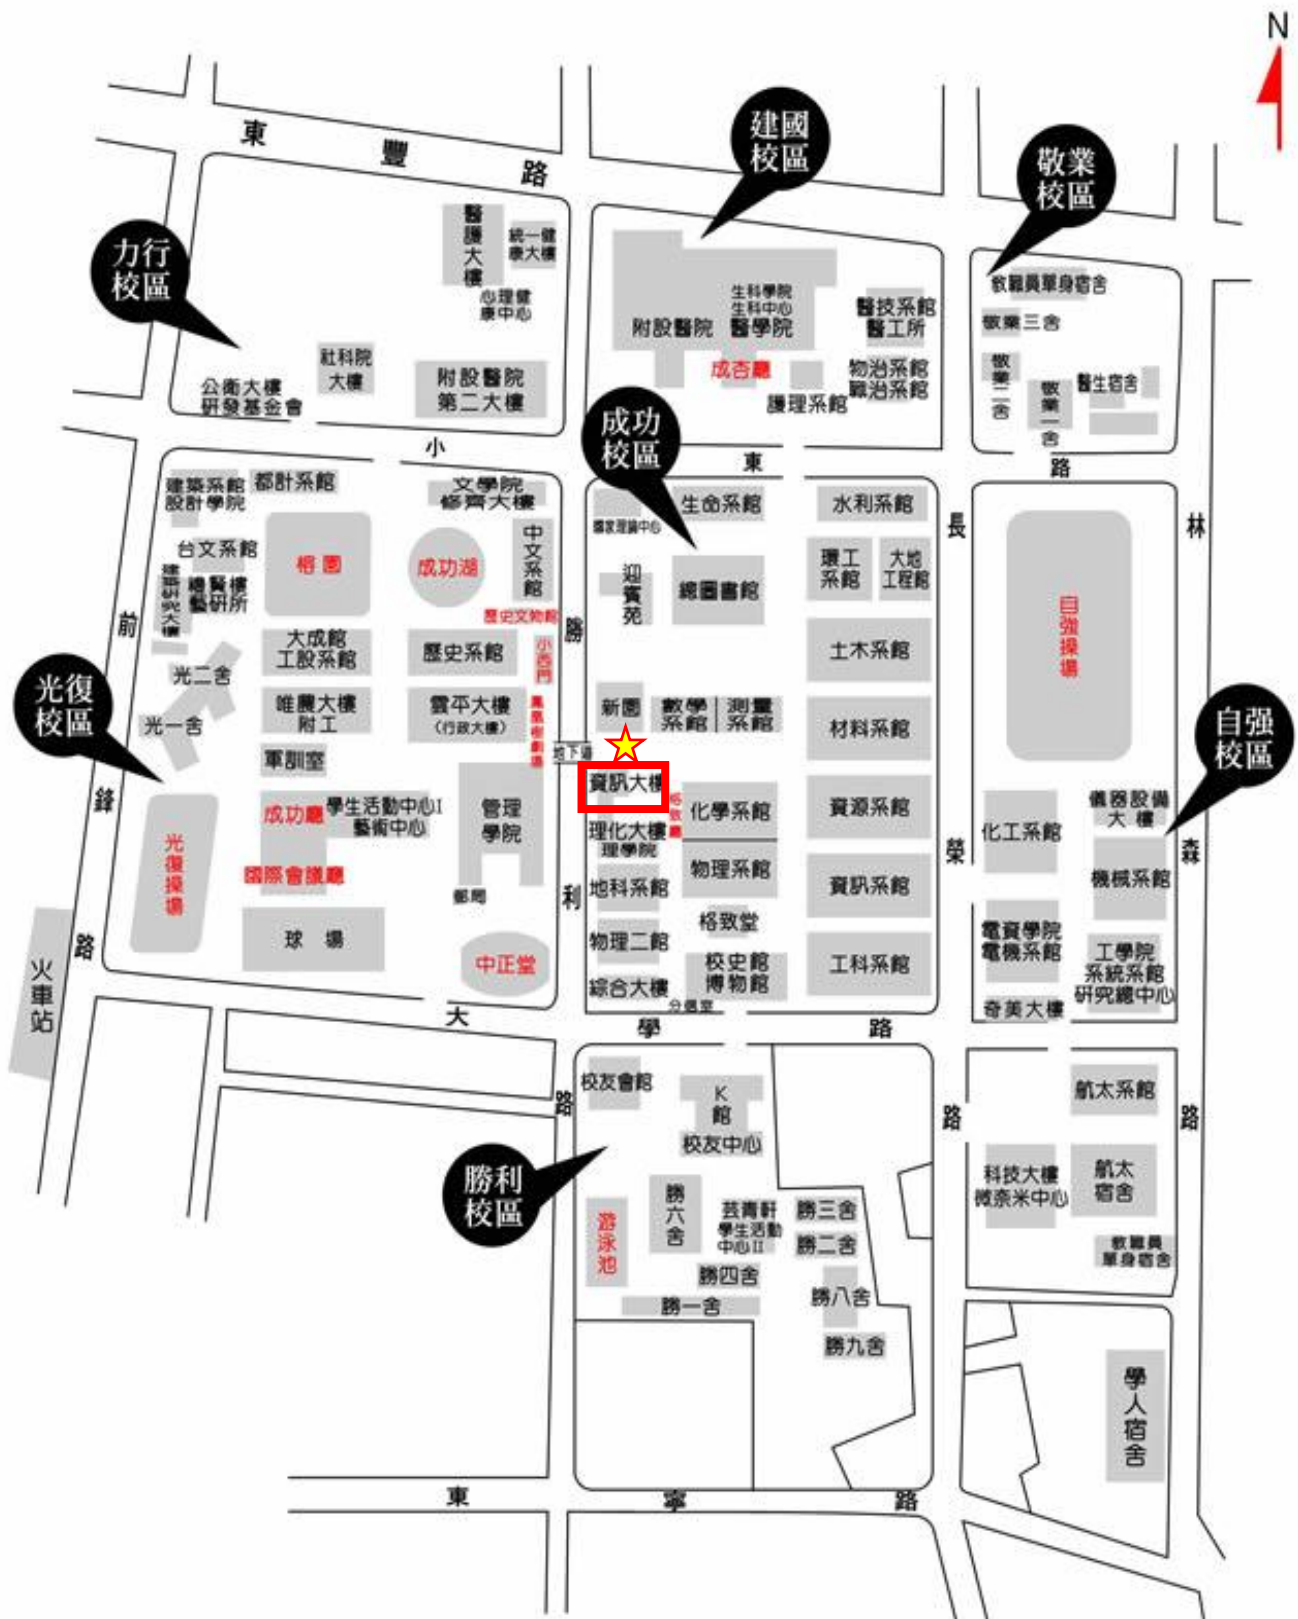 N
東豐路
建國
校區
敬業
校區
力行
校區
醫護大樓
統一健
康大樓
心理健
康中心
社科院
大樓
公衛大樓
研發基金會
附設醫院
第二大樓
生科學院
生科中心
附設醫院
醫學院
成杏廳
護理系館
醫技系館
醫工所
物治系館
職治系館
教職員單身宿舍
敬業三舍
敬業二舍
敬業一舍
醫生宿舍
成功
校區
小東路
建築系館
設計學院
都計系館
文學院
修齊大樓
台文系館
榕園
成功湖
中文系館
總賢樓
藝研所
建築研究大樓
歷史文物館
大成館
工設系館
歷史系館
小西門
光二舍
光一舍
唯農大樓
附工
雲平大樓
(行政大樓)
鳳凰樹劇場
軍訓室
光復
校區
成功廳
學生活動中心I
藝術中心
管理
學院
國際會議廳
光復操場
郵局
球場
中正堂
前鋒路
火車站
勝利路
地下道
國家理論中心
生命系館
水利系館
迎賓苑
總圖書館
環工
系館
大地
工程館
土木系館
新園
數學
系館
測量
系館
材料系館
資訊大樓
格致廳
化學系館
資源系館
理化大樓
理學院
物理系館
地科系館
資訊系館
格致堂
物理二館
校史館
博物館
工科系館
綜合大樓
分信室
長榮路
自強操場
林森路
自強
校區
化工系館
儀器設備
大樓
機械系館
電資學院
電機系館
工學院
系統系館
研究總中心
奇美大樓
大學路
校友會館
K
館
校友中心
勝利
校區
游泳池
勝六舍
芸青軒
學生活動
中心II
勝三舍
勝二舍
勝四舍
勝一舍
勝八舍
勝九舍
航太系館
科技大樓
微奈米中心
航太
宿舍
教職員
單身宿舍
學人宿舍
東寧路